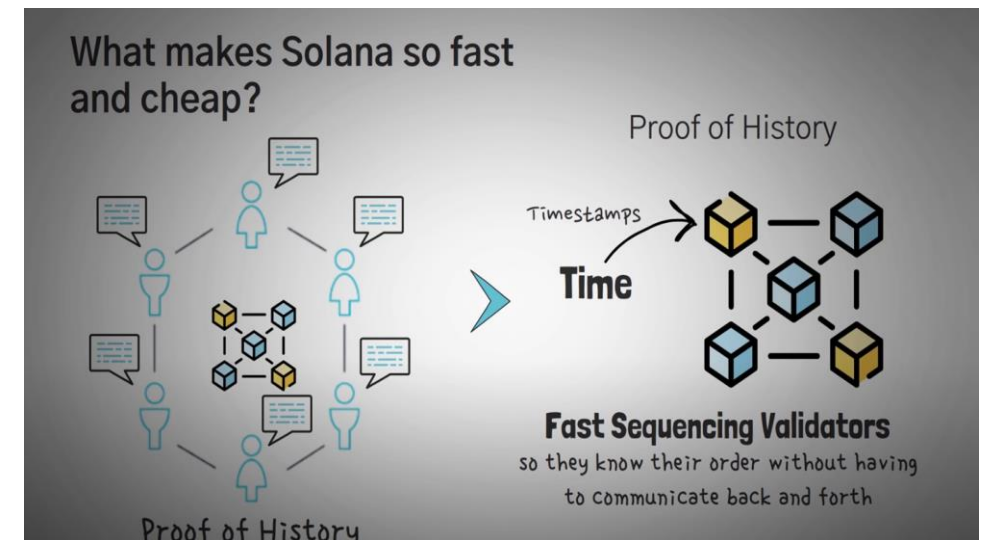 What makes Solana so fast
and cheap?
Proof of History
Timestamps
Time
Fast Sequencing Validators
so they know their order without having
to communicate back and forth
Proof of History